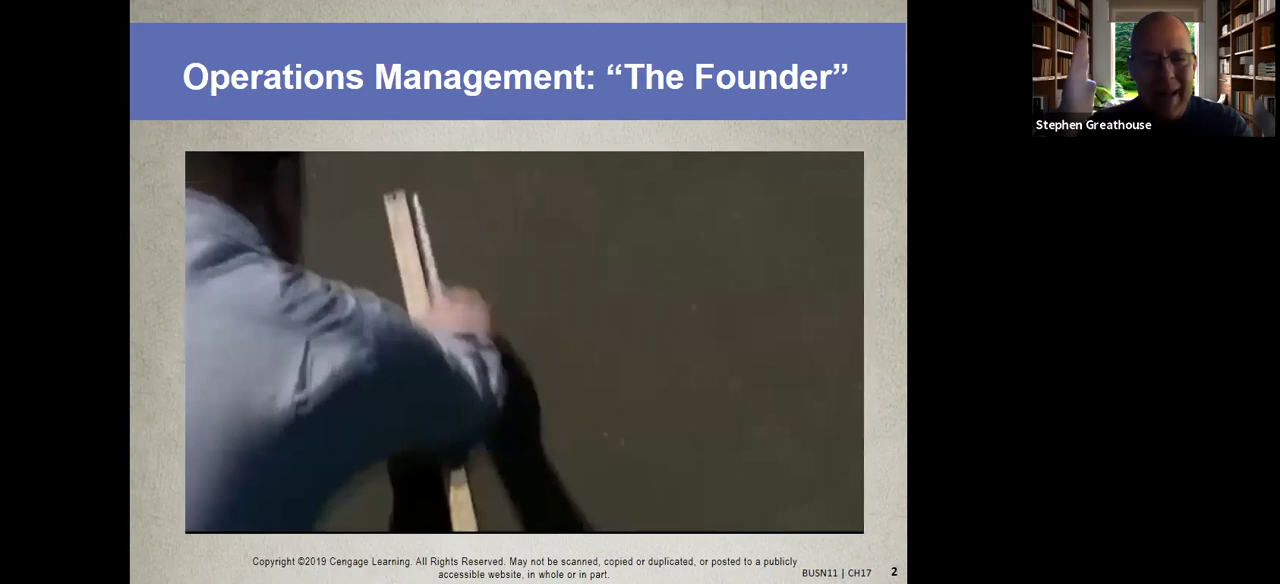 Operations Management: “The Founder”
Stephen Greathouse
Copyright ©2019 Cengage Learning. All Rights Reserved. May not be scanned, copied or duplicated, or posted to a publicly
accessible website, in whole or in part.
BUSN11 | CH17
2